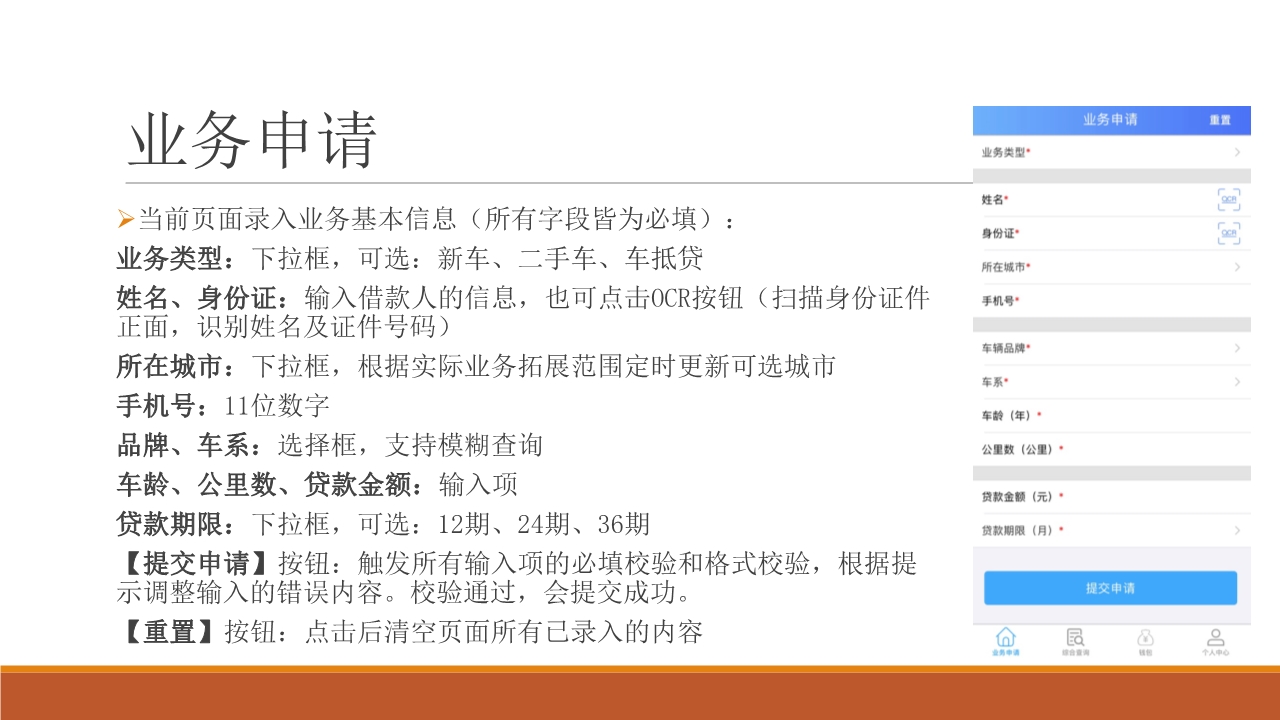 业务申请
当前页面录入业务基本信息（所有字段皆为必填）：
业务类型：下拉框，可选：新车、二手车、车抵贷
姓名、身份证：输入借款人的信息，也可点击OCR按钮（扫描身份证件
正面，识别姓名及证件号码）
所在城市：下拉框，根据实际业务拓展范围定时更新可选城市
手机号：11位数字
品牌、车系：选择框，支持模糊查询
车龄、公里数、贷款金额：输入项
贷款期限：下拉框，可选：12期、24期、36期
【提交申请】按钮：触发所有输入项的必填校验和格式校验，根据提
示调整输入的错误内容。校验通过，会提交成功。
【重置】按钮：点击后清空页面所有已录入的内容
业务申请 重置
业务类型*
姓名* OCR
身份证* OCR
所在城市*
手机号*
车辆品牌*
车系*
车龄（年）*
公里数（公里）*
贷款金额（元）*
贷款期限（月）*
提交申请
业务申请 综合查询 钱包 个人中心